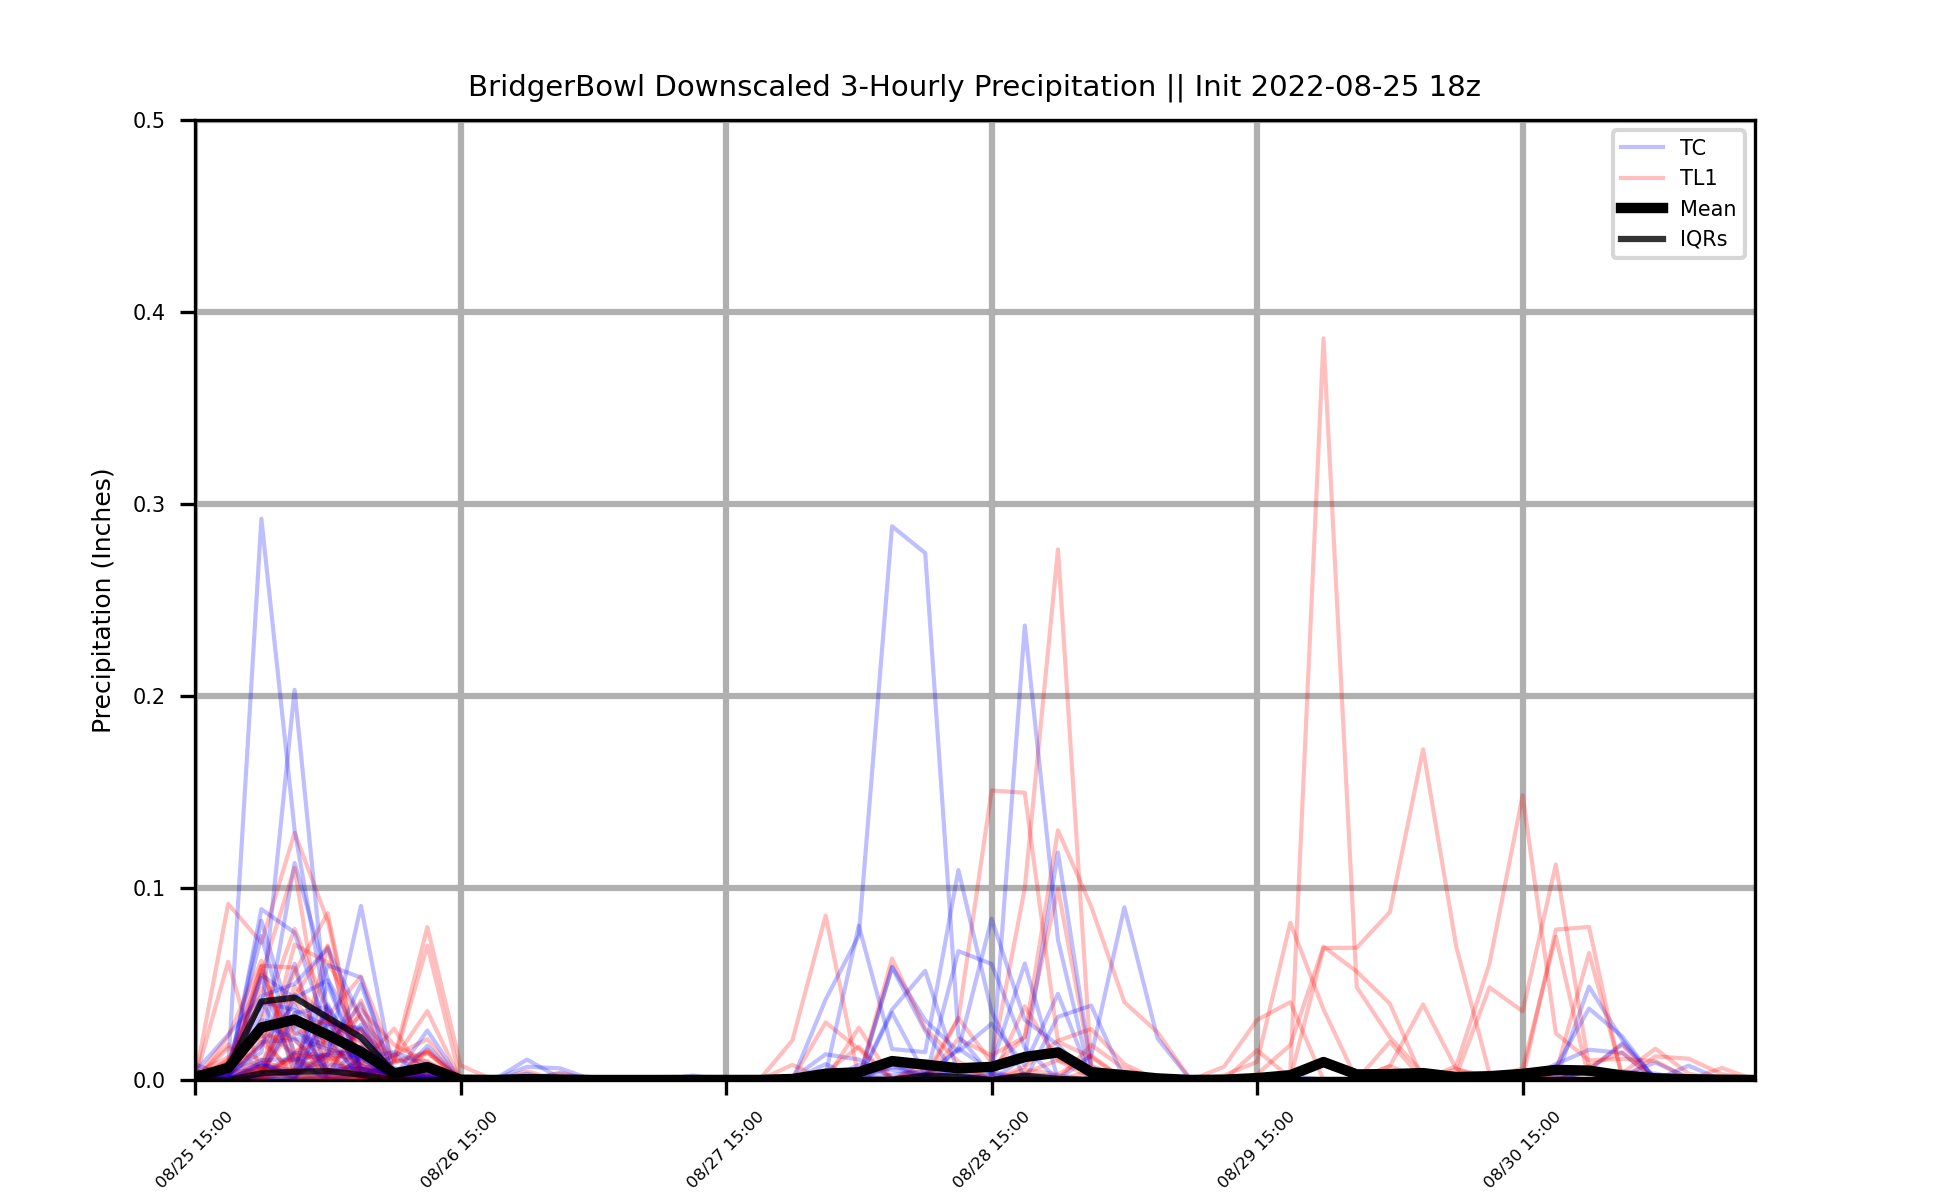 BridgerBowl Downscaled 3-Hourly Precipitation || Init 2022-08-25 18z
Precipitation (Inches)
0.5
0.4
0.3
0.2
0.1
0.0
TC
TL1
Mean
IQRs
08/25 15:00
08/26 15:00
08/27 15:00
08/28 15:00
08/29 15:00
08/30 15:00